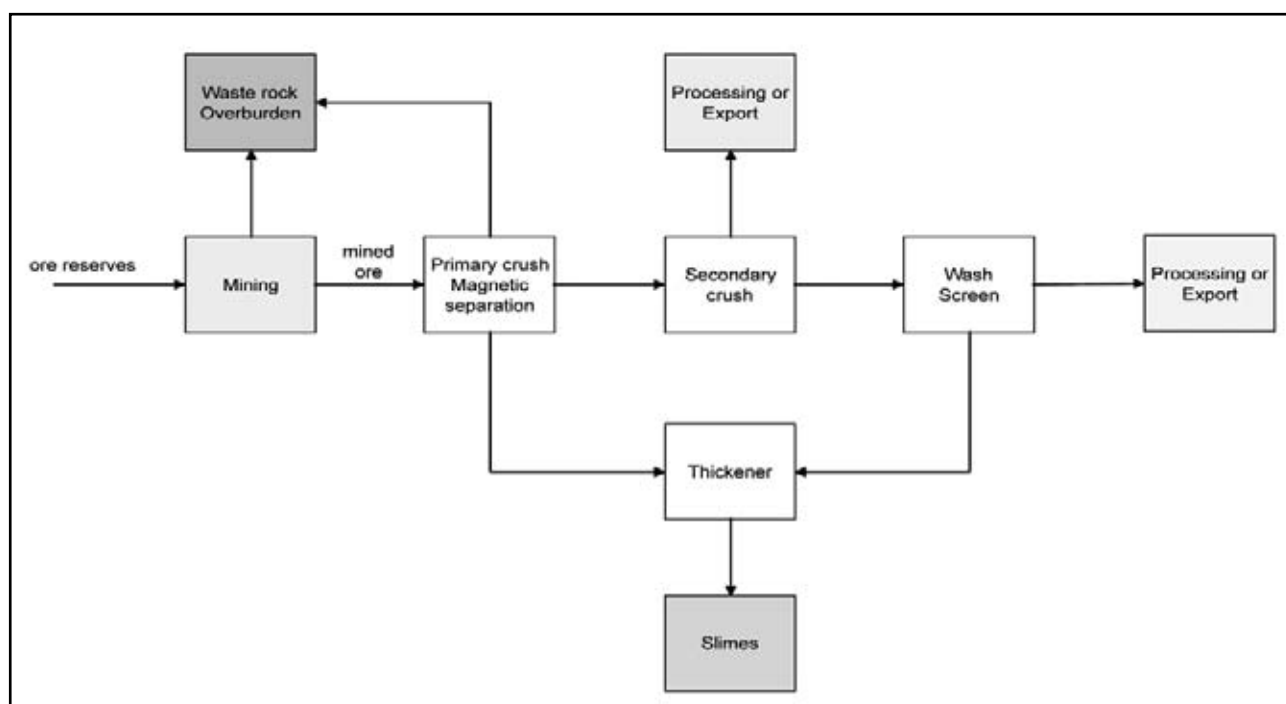 Waste rock
Overburden
Processing or
Export
ore reserves
Mining
mined
ore
Primary crush
Magnetic
separation
Secondary
crush
Wash
Screen
Processing or
Export
Thickener
Slimes